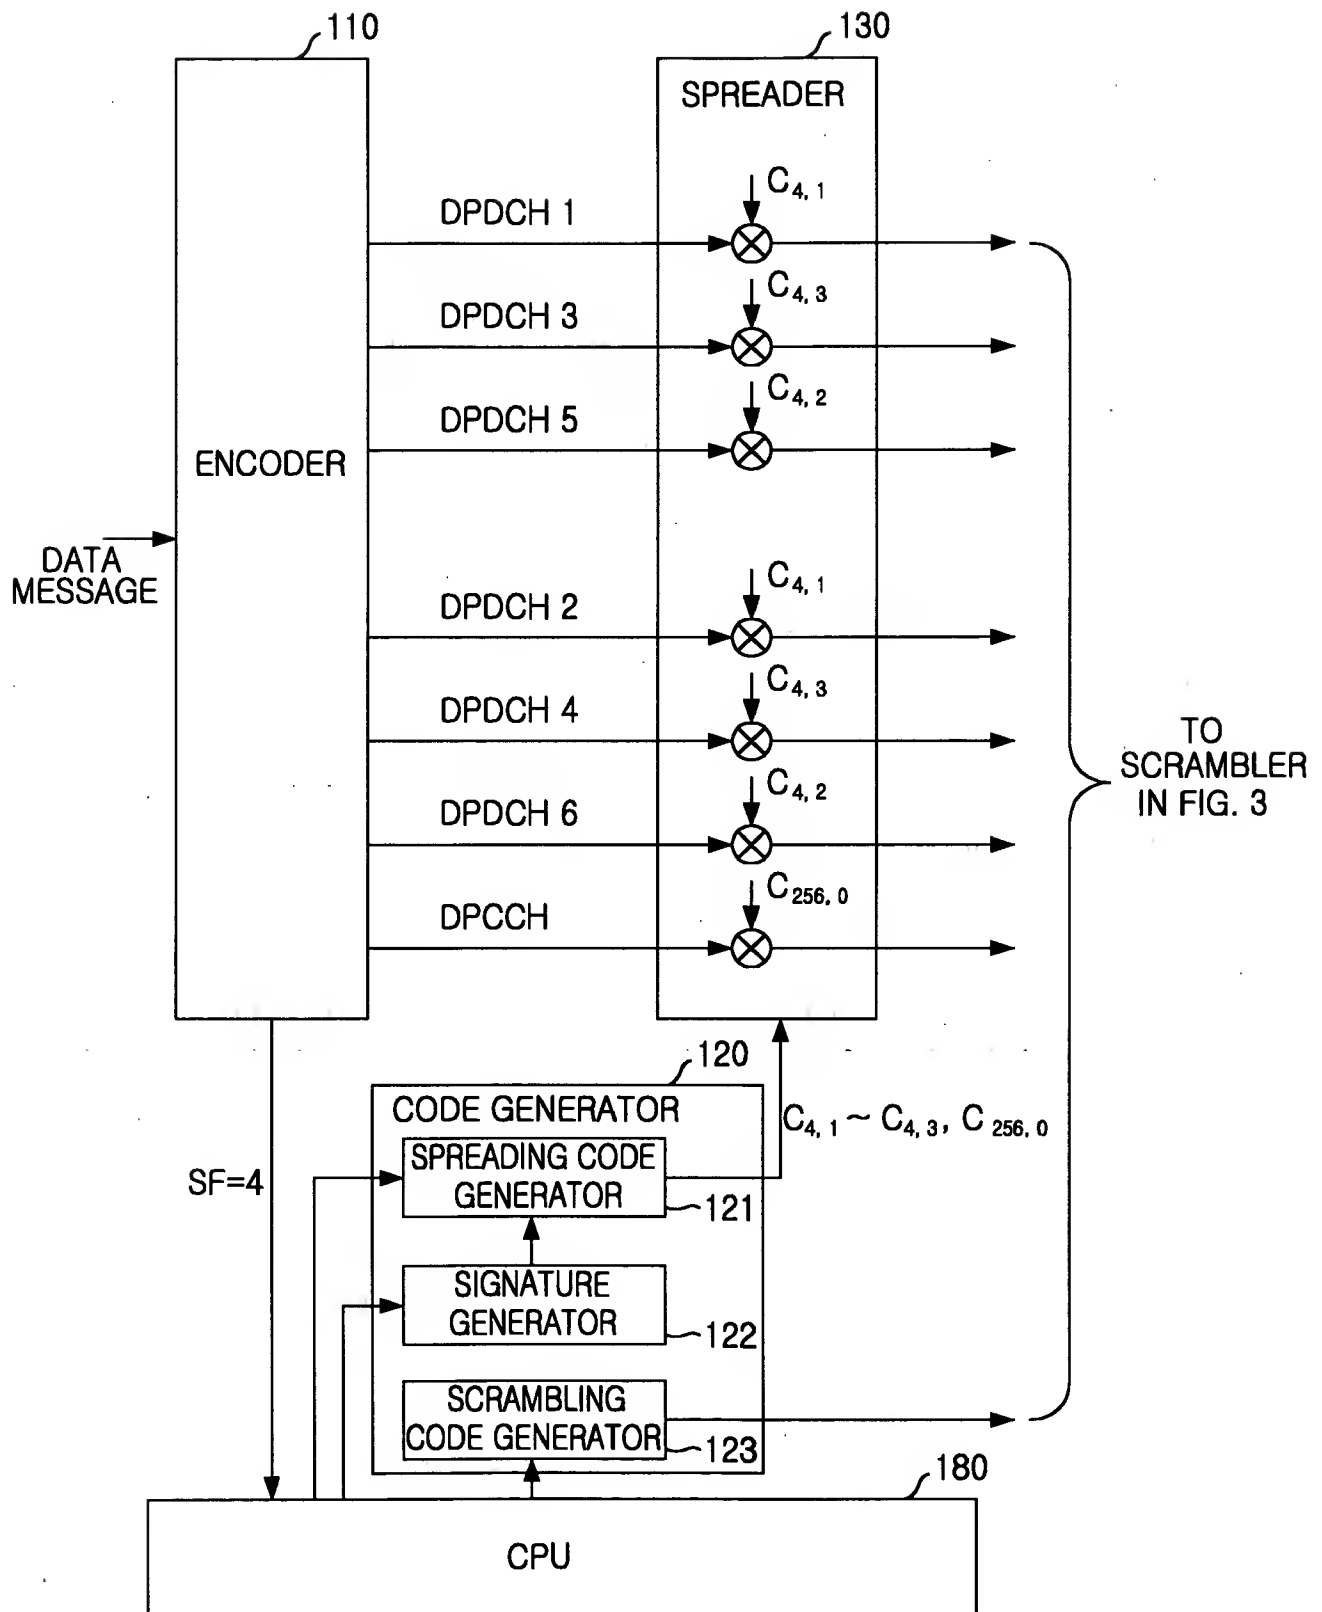 110
130
SPREADER
C4, 1
DPDCH 1
C4, 3
DPDCH 3
C4, 2
DPDCH 5
ENCODER
DATA
MESSAGE
C4, 1
DPDCH 2
C4, 3
DPDCH 4
TO
SCRAMBLER
IN FIG. 3
C4, 2
DPDCH 6
C256, 0
DPCCH
120
CODE GENERATOR
C4, 1 ~ C4, 3, C 256, 0
SPREADING CODE
GENERATOR
121
SF=4
SIGNATURE
GENERATOR
122
SCRAMBLING
CODE GENERATOR
123
180
CPU